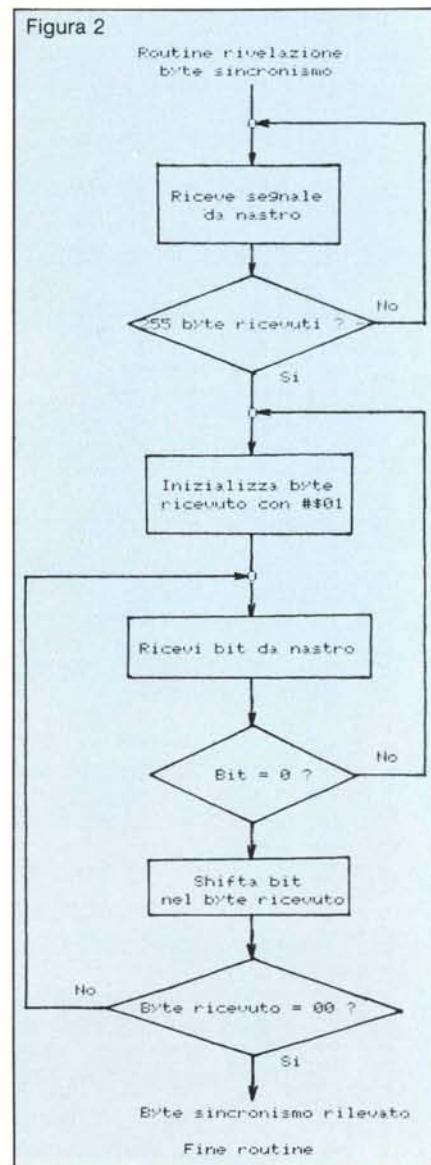 Figura 2
Routine rivelazione
byte sincronismo
Riceve segnale
da nastro
255 byte ricevuti ?
No
Si
Inizializza byte
ricevuto con #$01
Ricevi bit da nastro
Bit = 0 ?
No
Shifta bit
nel byte ricevuto
No
Byte ricevuto = 00 ?
Si
Byte sincronismo rilevato
Fine routine